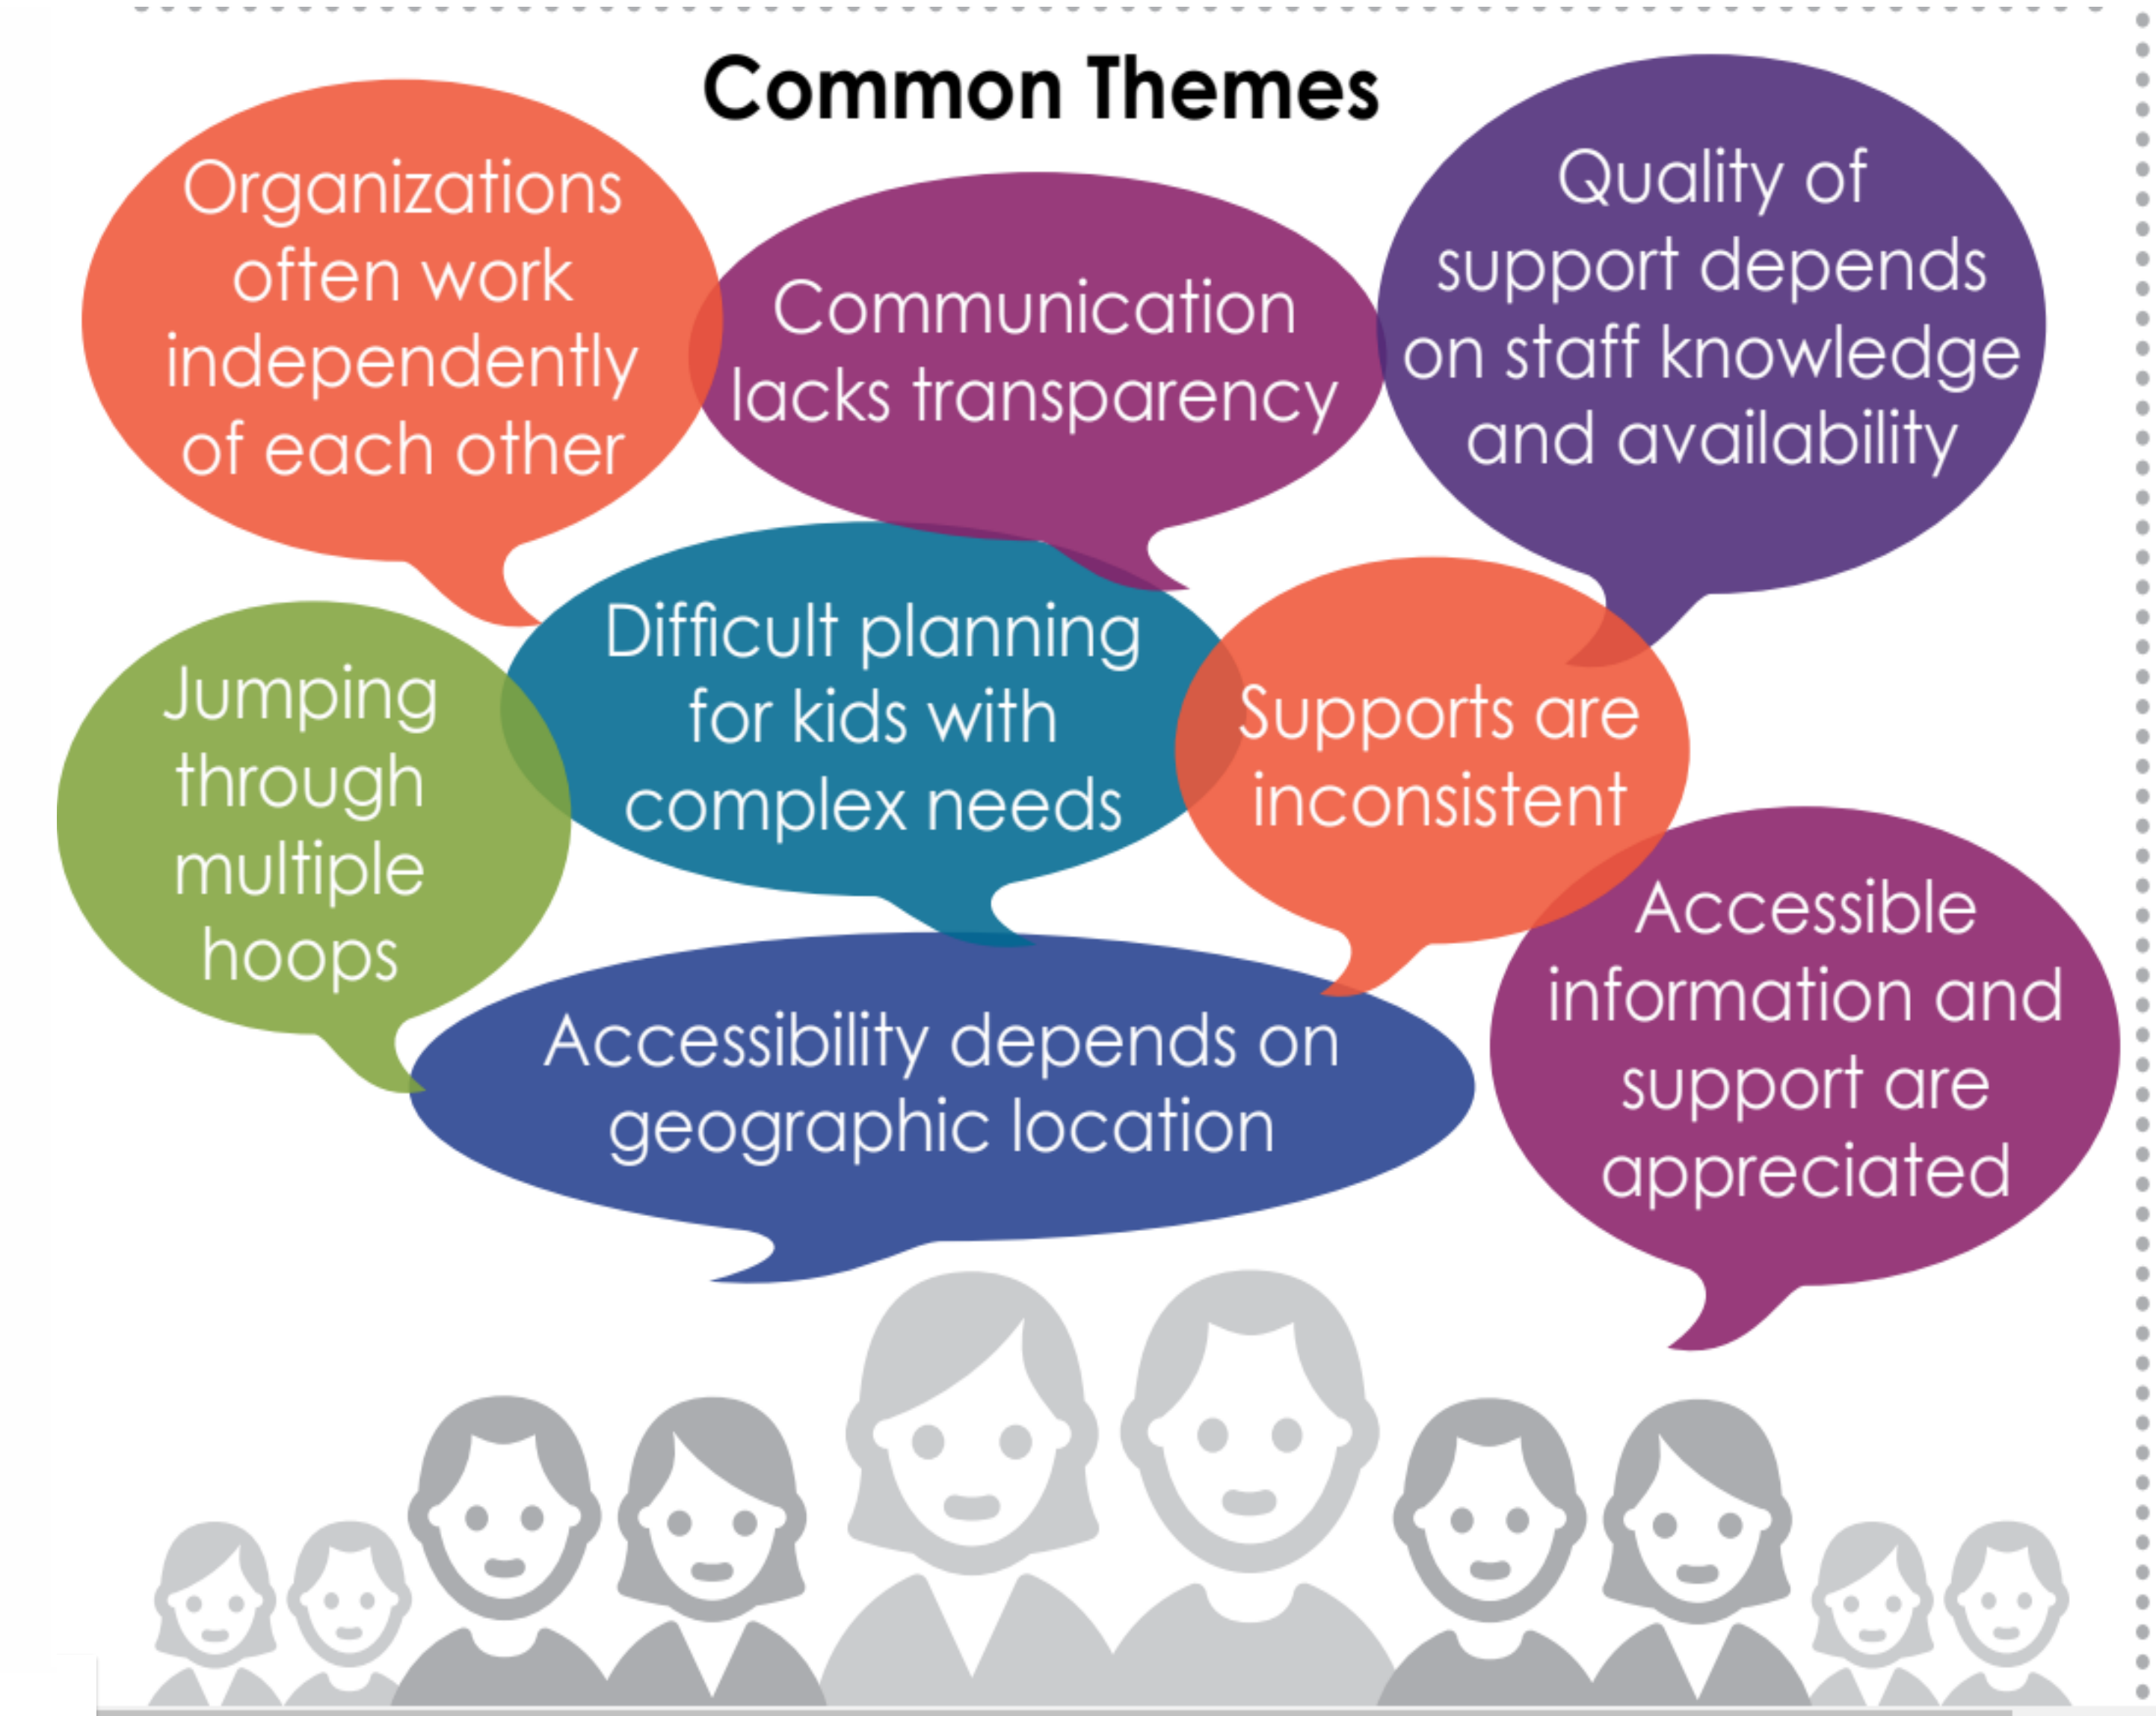 Common Themes
Organizations
often work
independently
of each other
Communication
lacks transparency
Quality of
support depends
on staff knowledge
and availability
Jumping
through
multiple
hoops
Difficult planning
for kids with
complex needs
Supports are
inconsistent
Accessibility depends on
geographic location
Accessible
information and
support are
appreciated